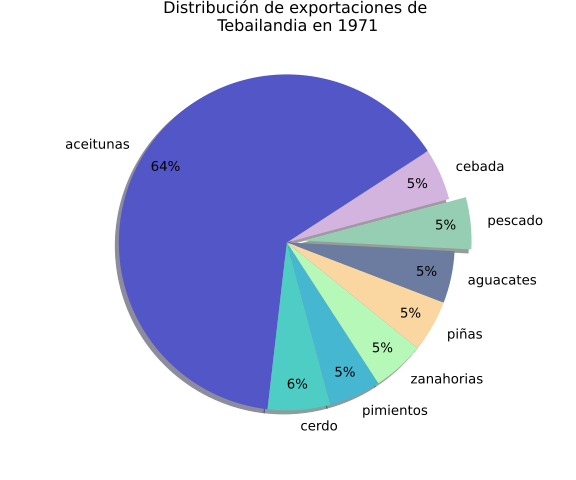 Distribución de exportaciones de
Tebailandia en 1971
aceitunas
64%
cebada
5%
pescado
5%
aguacates
5%
piñas
5%
zanahorias
5%
pimientos
5%
cerdo
6%